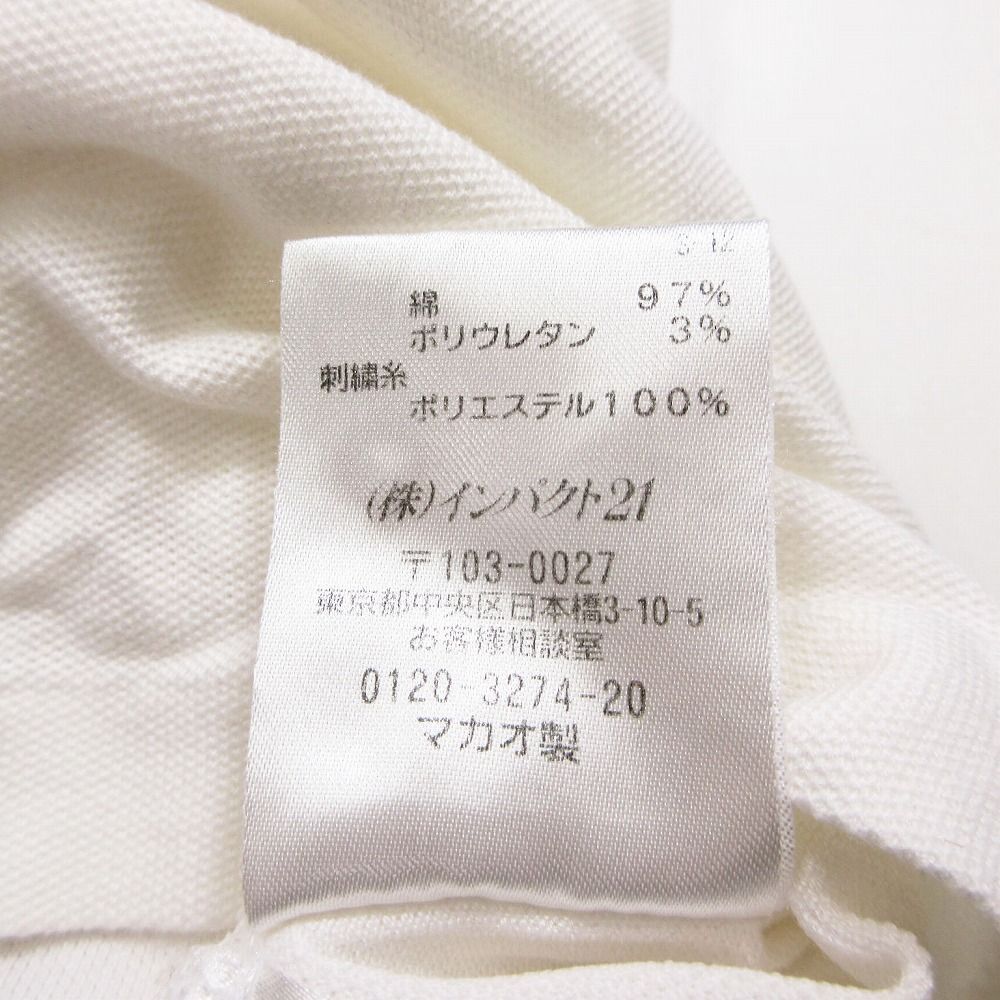 綿 97%
ポリウレタン 3%
刺繍糸
ポリエステル100%
(株)インパクト21
〒103-0027
東京都中央区日本橋3-10-5
お客様相談室
0120-3274-20
マカオ製